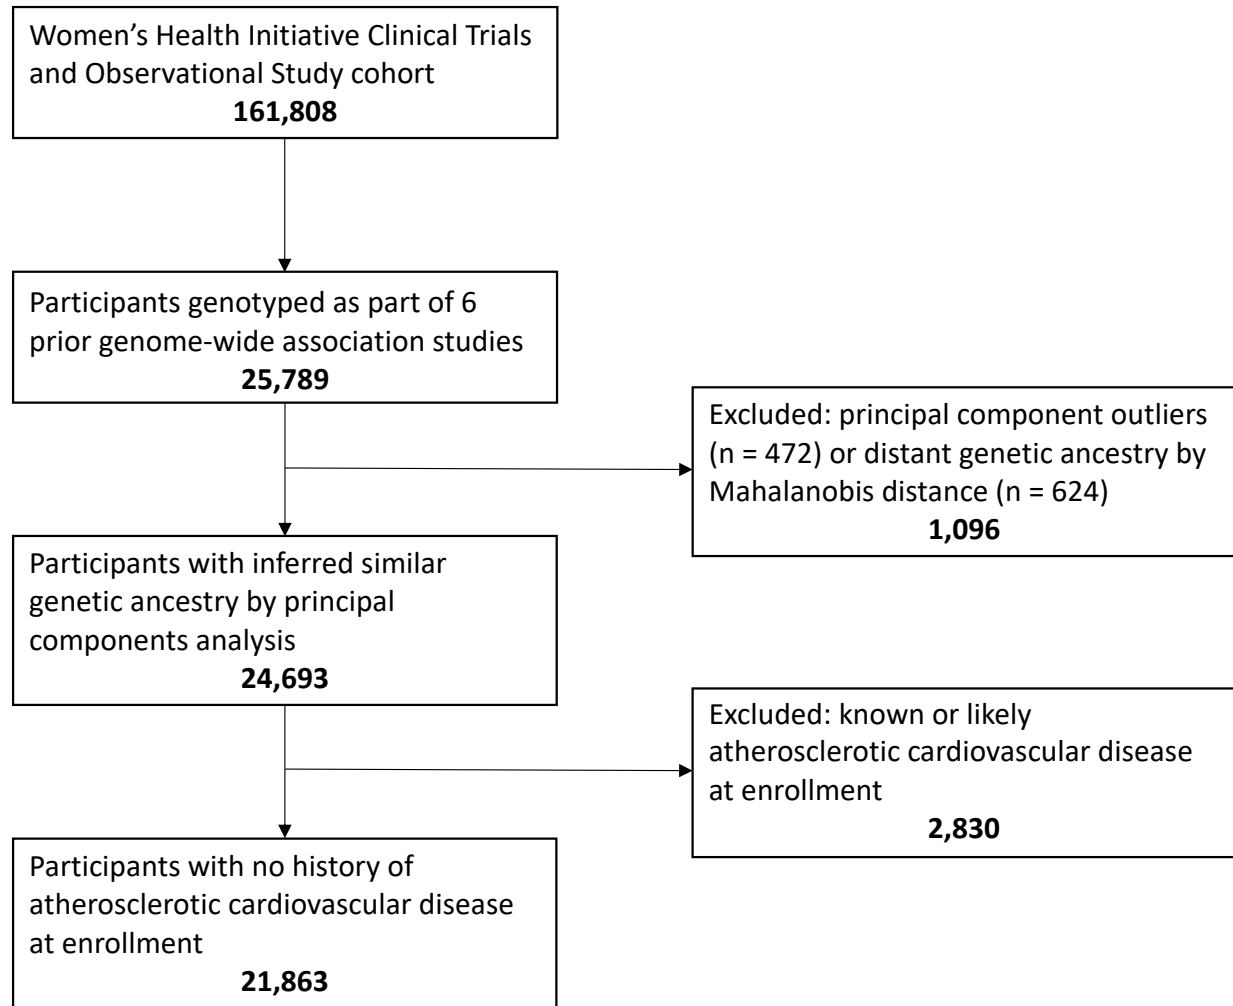 Women’s Health Initiative Clinical Trials
and Observational Study cohort
161,808
Participants genotyped as part of 6
prior genome-wide association studies
25,789
Excluded: principal component outliers
(n = 472) or distant genetic ancestry by
Mahalanobis distance (n = 624)
1,096
Participants with inferred similar
genetic ancestry by principal
components analysis
24,693
Excluded: known or likely
atherosclerotic cardiovascular disease
at enrollment
2,830
Participants with no history of
atherosclerotic cardiovascular disease
at enrollment
21,863